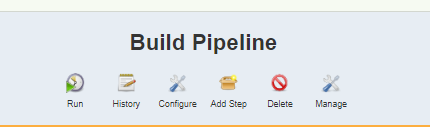 Build Pipeline
Run History Configure Add Step Delete Manage